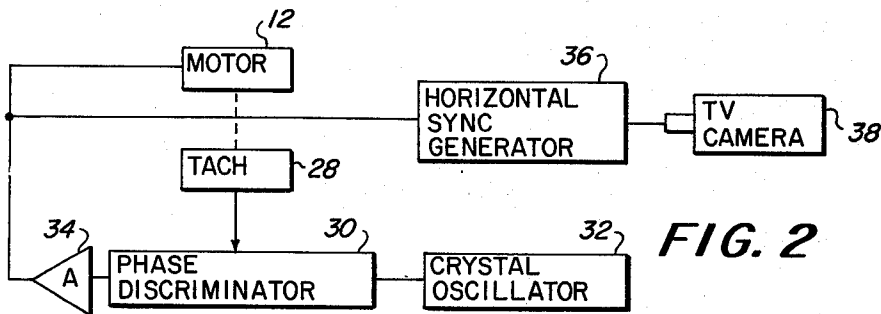 12
MOTOR
36
HORIZONTAL
SYNC
GENERATOR
TV
CAMERA
38
TACH
28
34
A
30
PHASE
DISCRIMINATOR
32
CRYSTAL
OSCILLATOR
FIG. 2